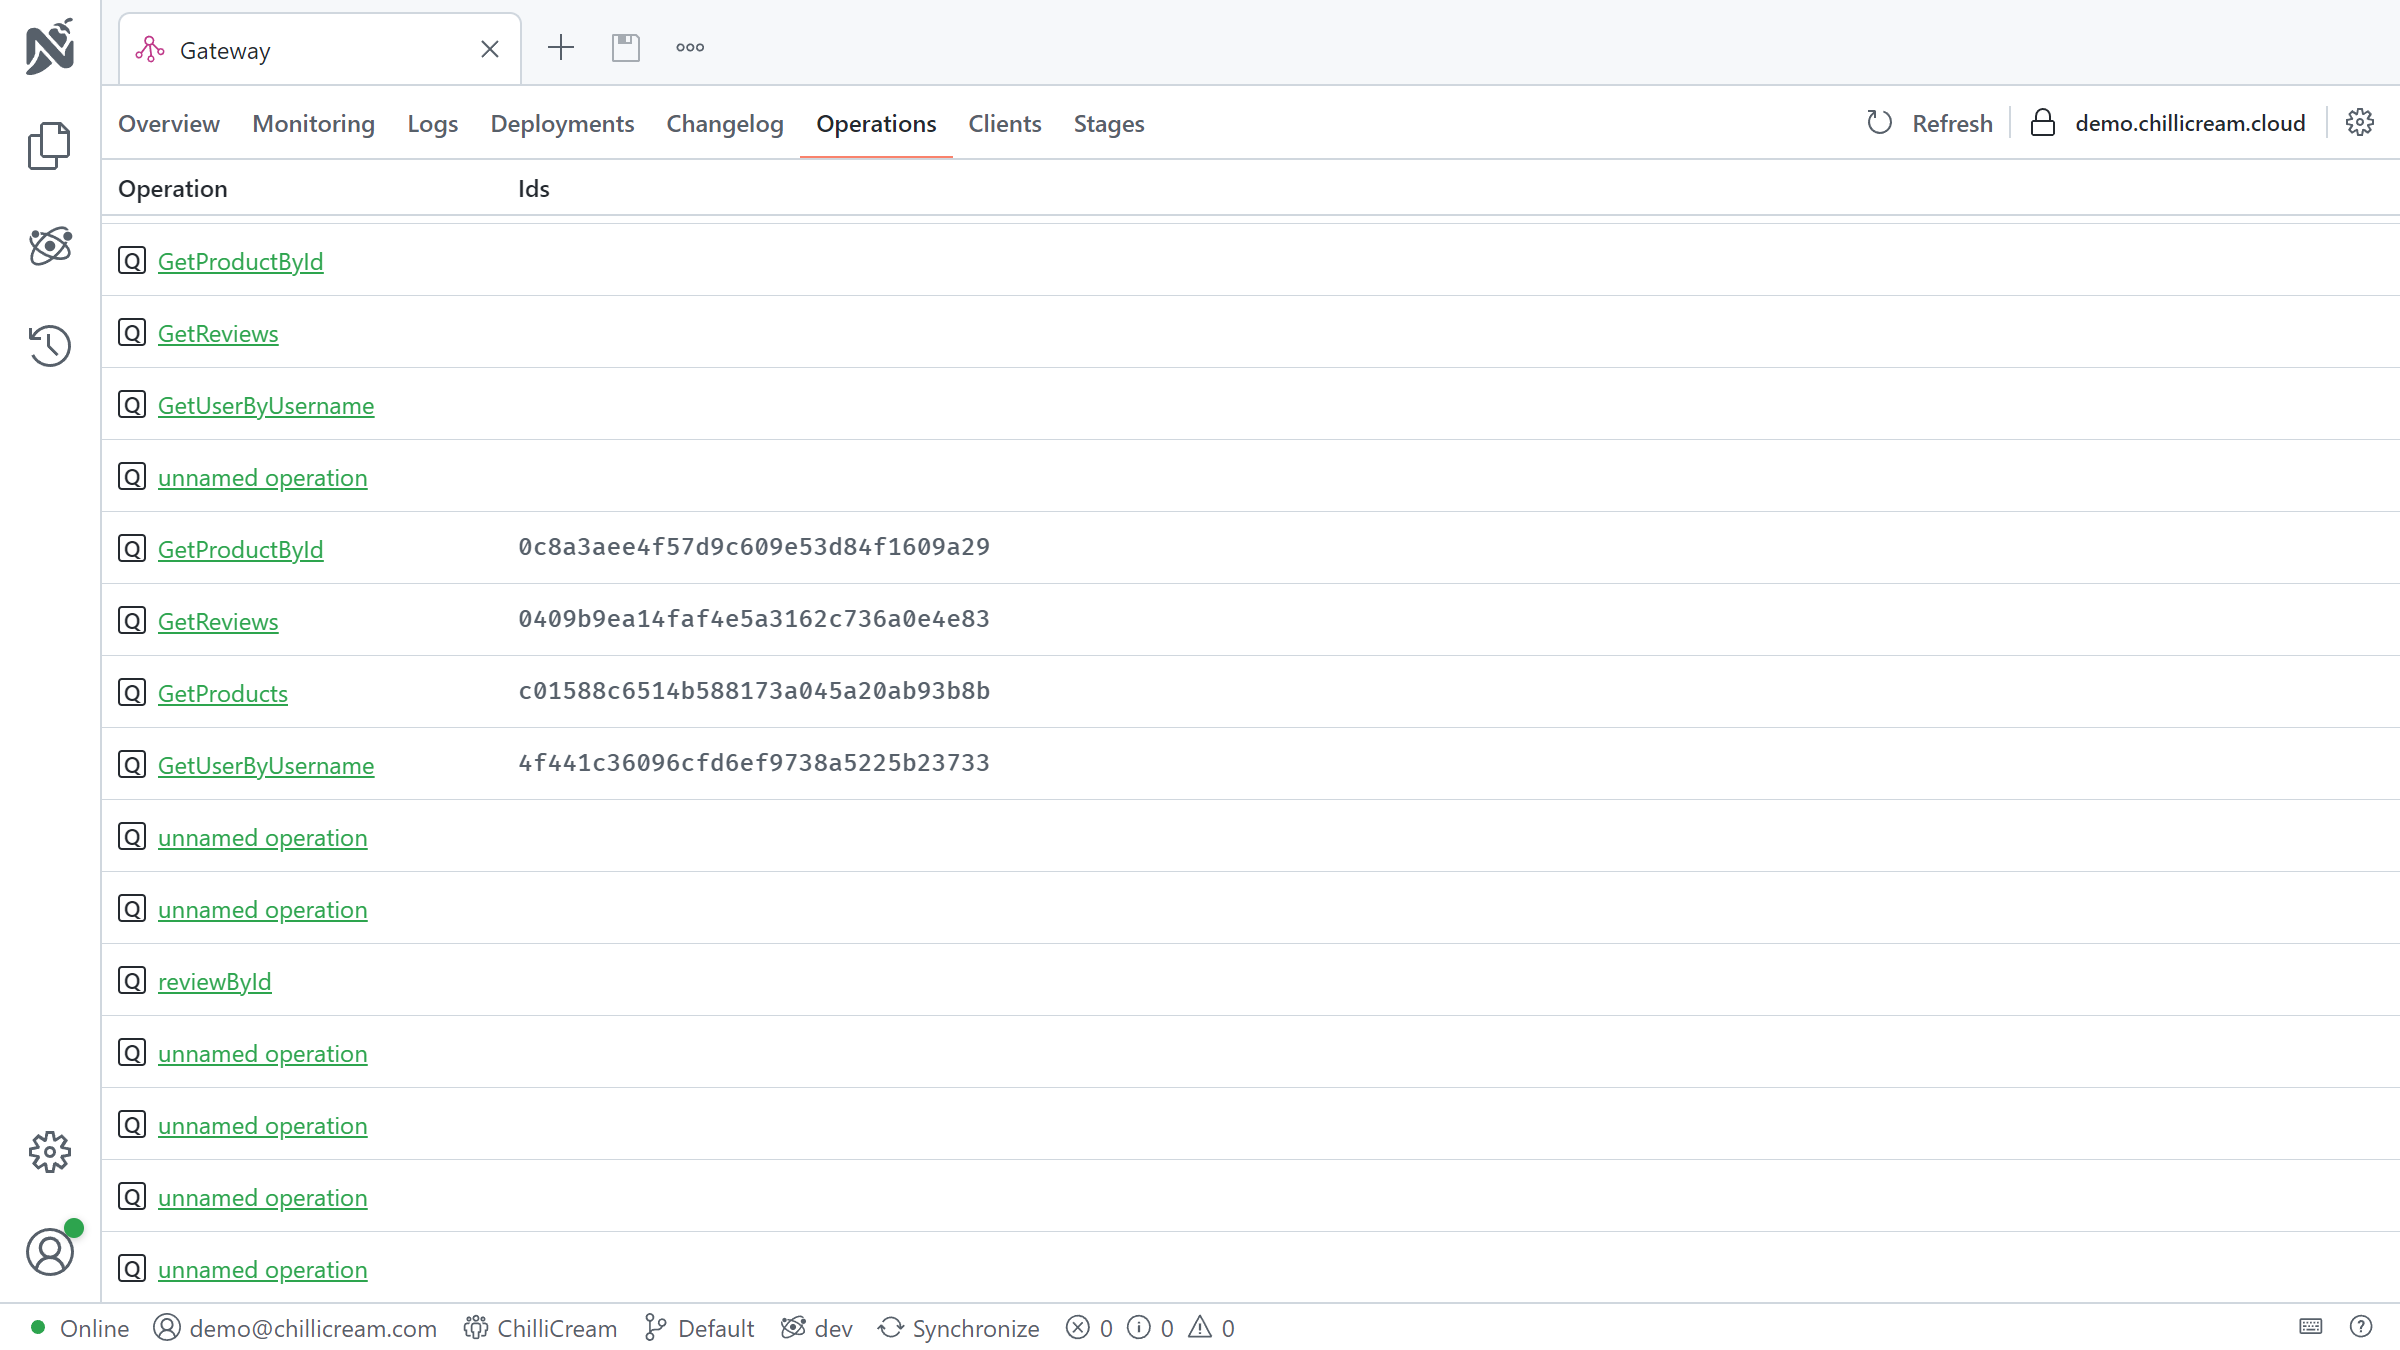 Gateway
Overview Monitoring Logs Deployments Changelog Operations Clients Stages Refresh demo.chillicream.cloud
Operation Ids
Q GetProductById
Q GetReviews
Q GetUserByUsername
Q unnamed operation
Q GetProductById 0c8a3aee4f57d9c609e53d84f1609a29
Q GetReviews 0409b9ea14faf4e5a3162c736a0e4e83
Q GetProducts c01588c6514b588173a045a20ab93b8b
Q GetUserByUsername 4f441c36096cfd6ef9738a5225b23733
Q unnamed operation
Q unnamed operation
Q reviewById
Q unnamed operation
Q unnamed operation
Q unnamed operation
Q unnamed operation
Online demo@chillicream.com ChilliCream Default dev Synchronize 0 0 0